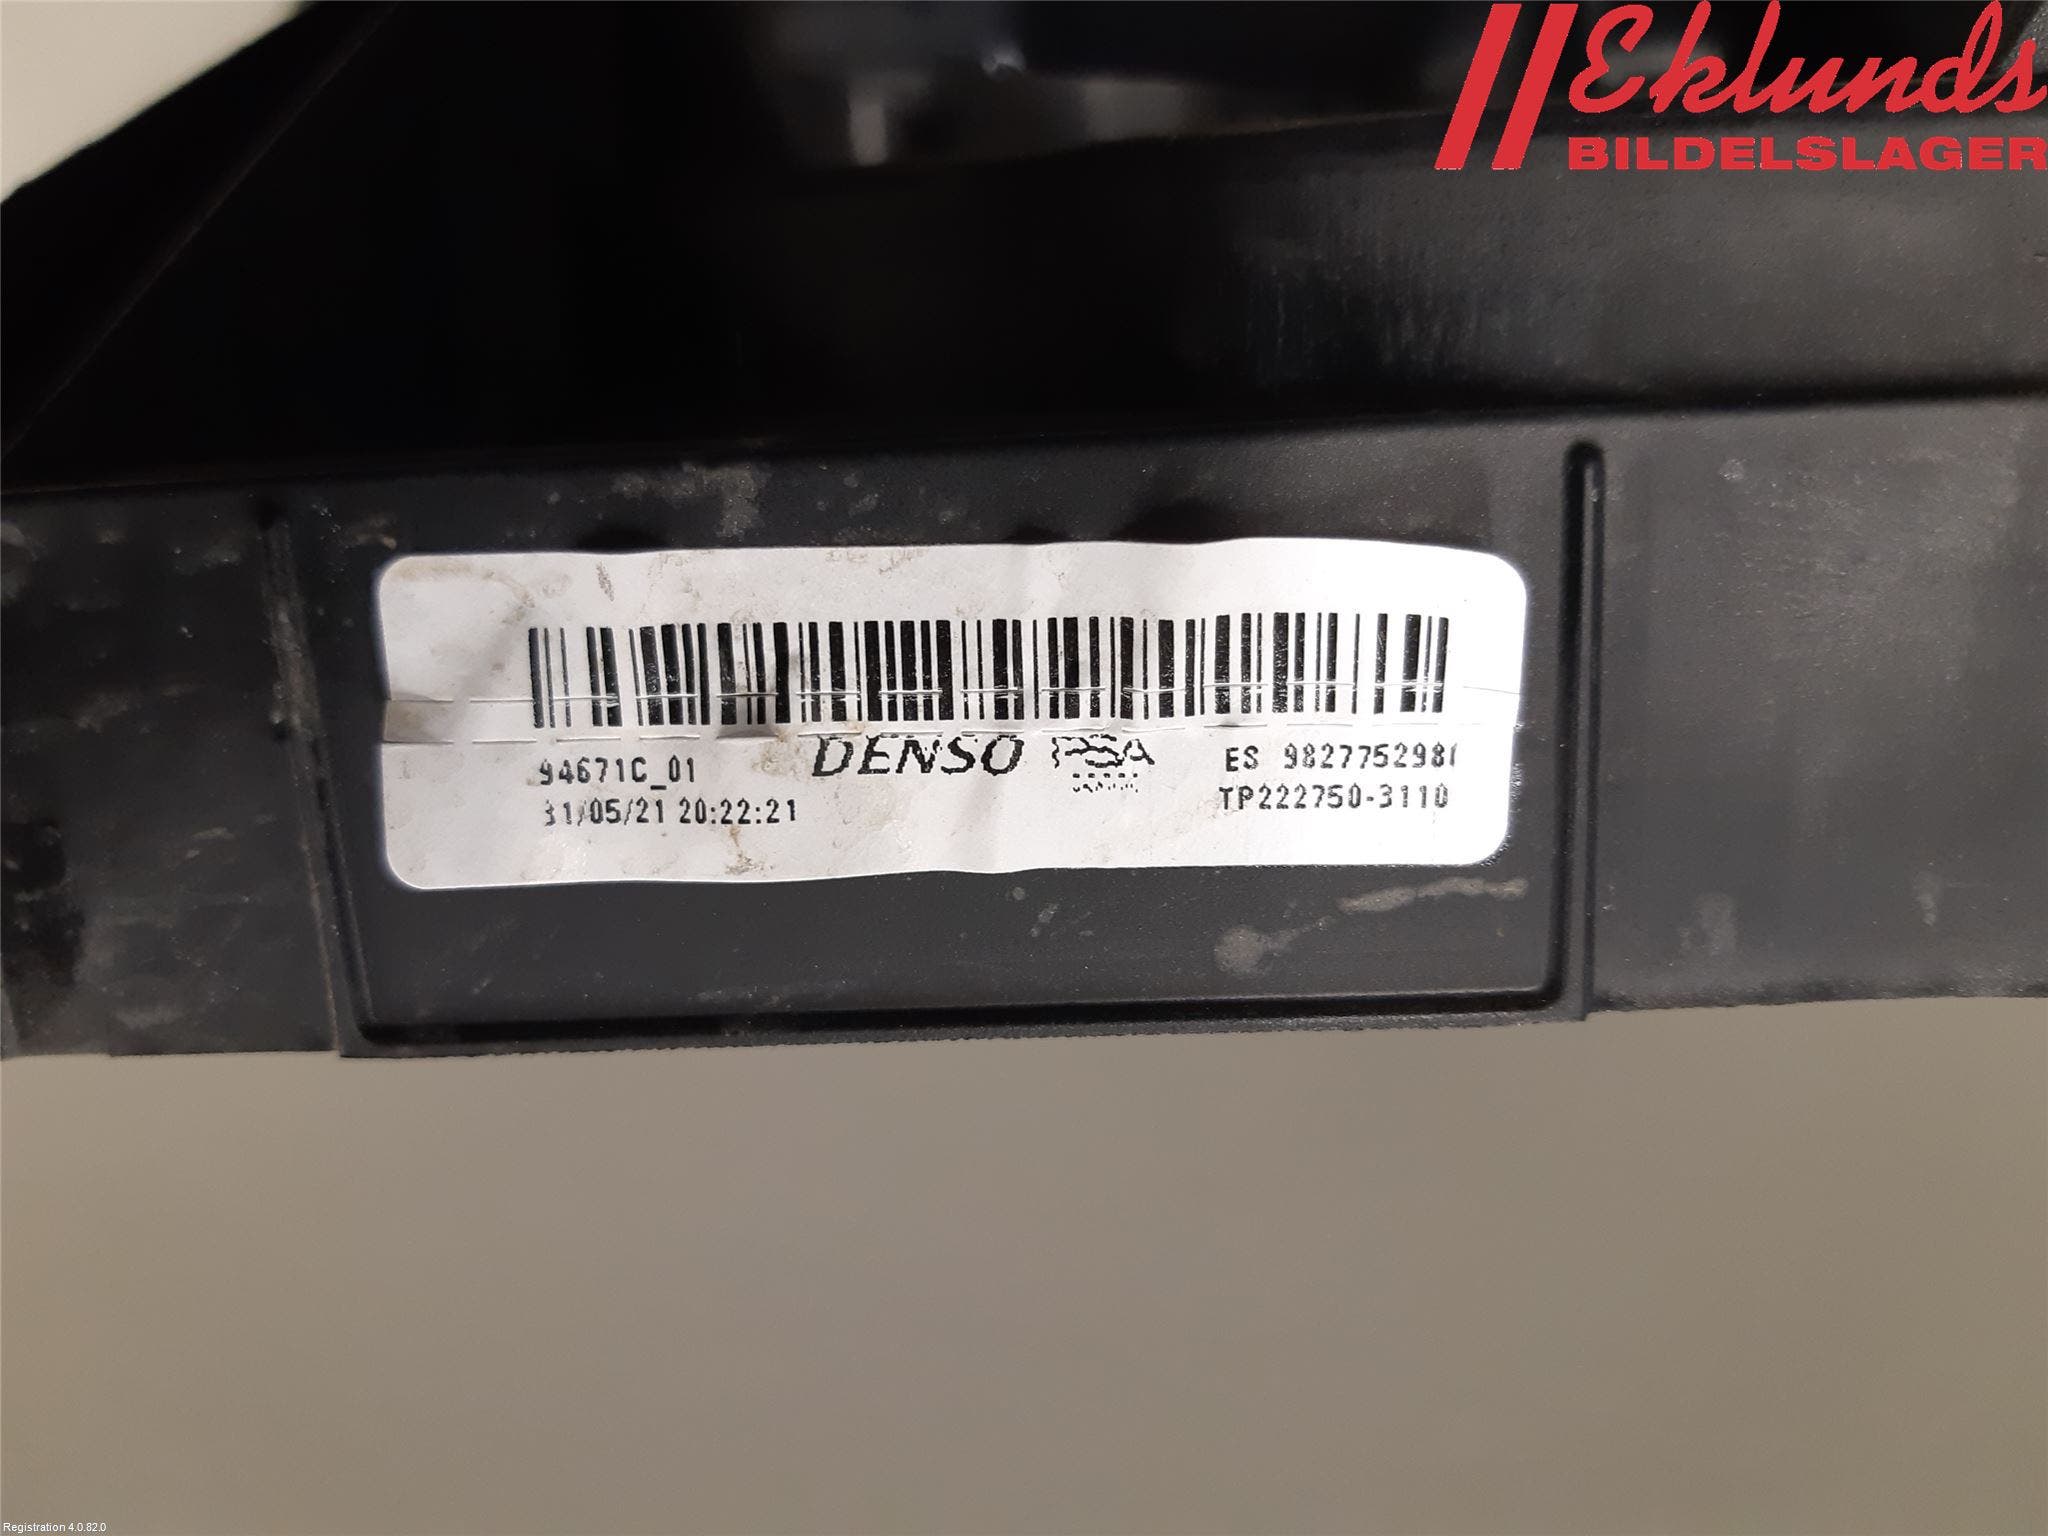 Eklunds
BILDELSLAGER
94671C_01
31/05/21 20:22:21
DENSO PSA
ES
TP222750-3110
Registration 4.0.82.0